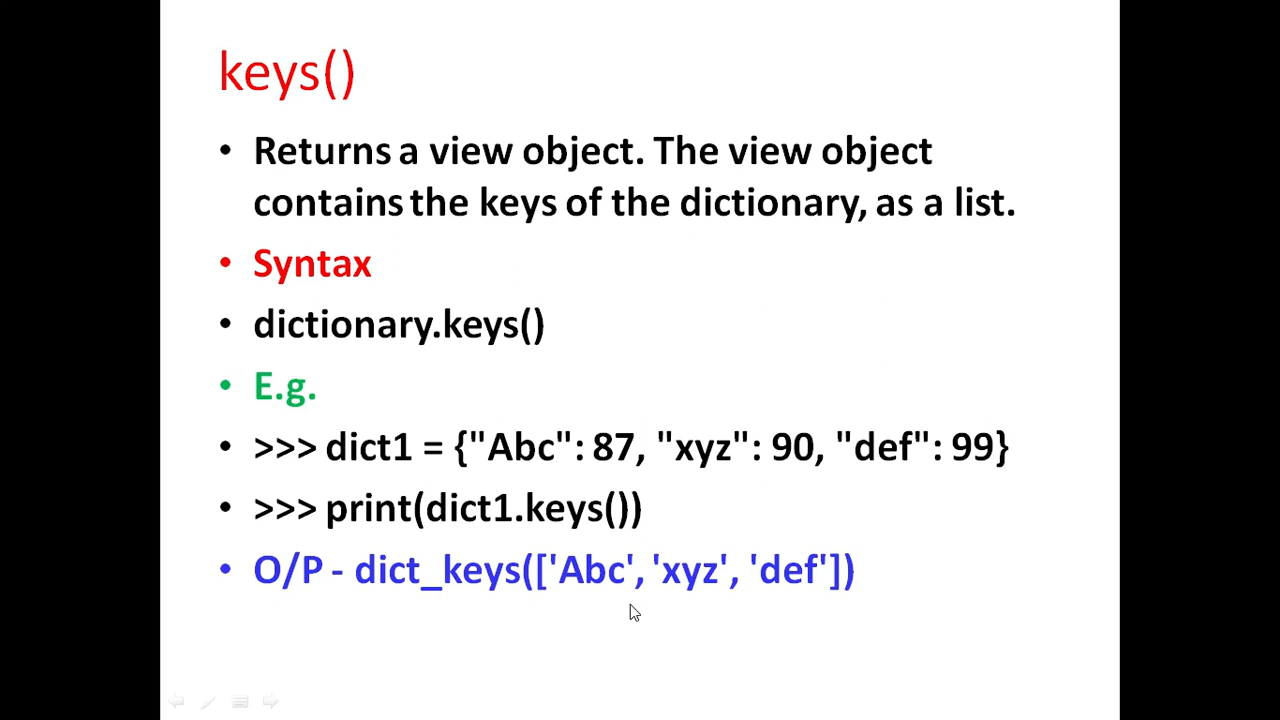 keys()
• Returns a view object. The view object
contains the keys of the dictionary, as a list.
• Syntax
• dictionary.keys()
• E.g.
• >>> dict1 = {"Abc": 87, "xyz": 90, "def": 99}
• >>> print(dict1.keys())
• O/P - dict_keys(['Abc', 'xyz', 'def'])